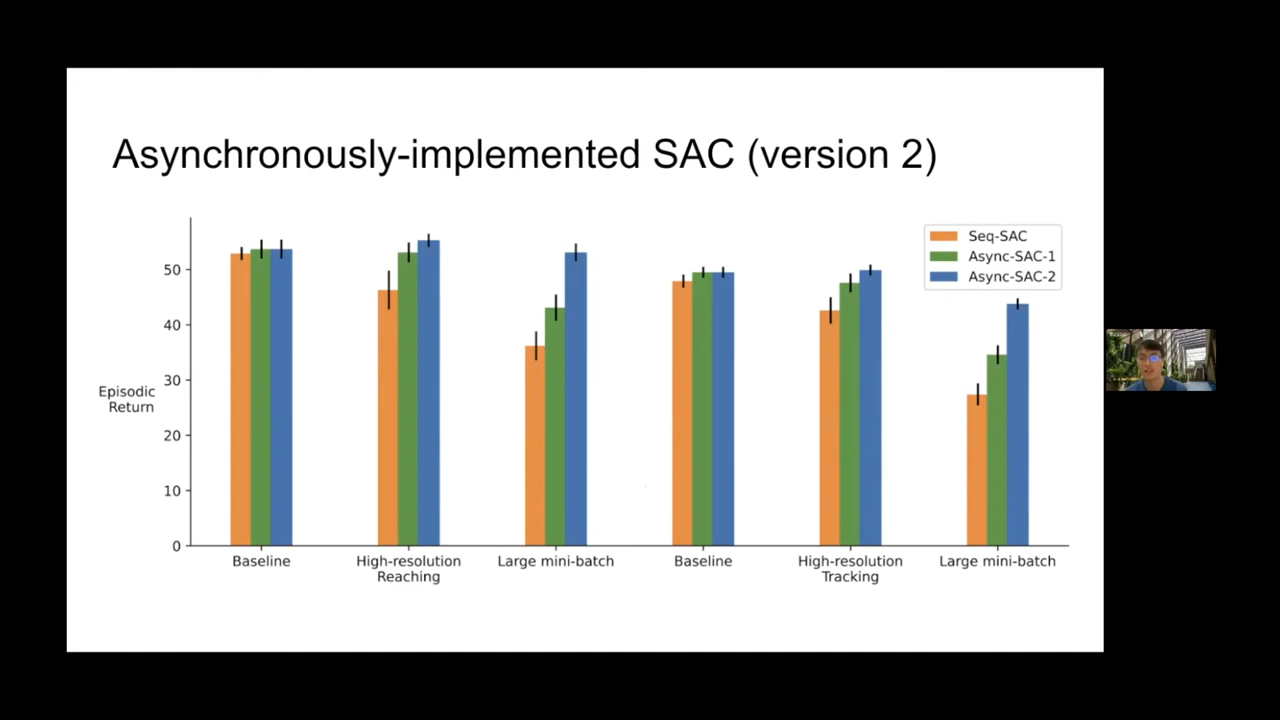 Asynchronously-implemented SAC (version 2)
Seq-SAC
Async-SAC-1
Async-SAC-2
50
40
30
20
10
0
Episodic
Return
Baseline
High-resolution
Reaching
Large mini-batch
Baseline
High-resolution
Tracking
Large mini-batch